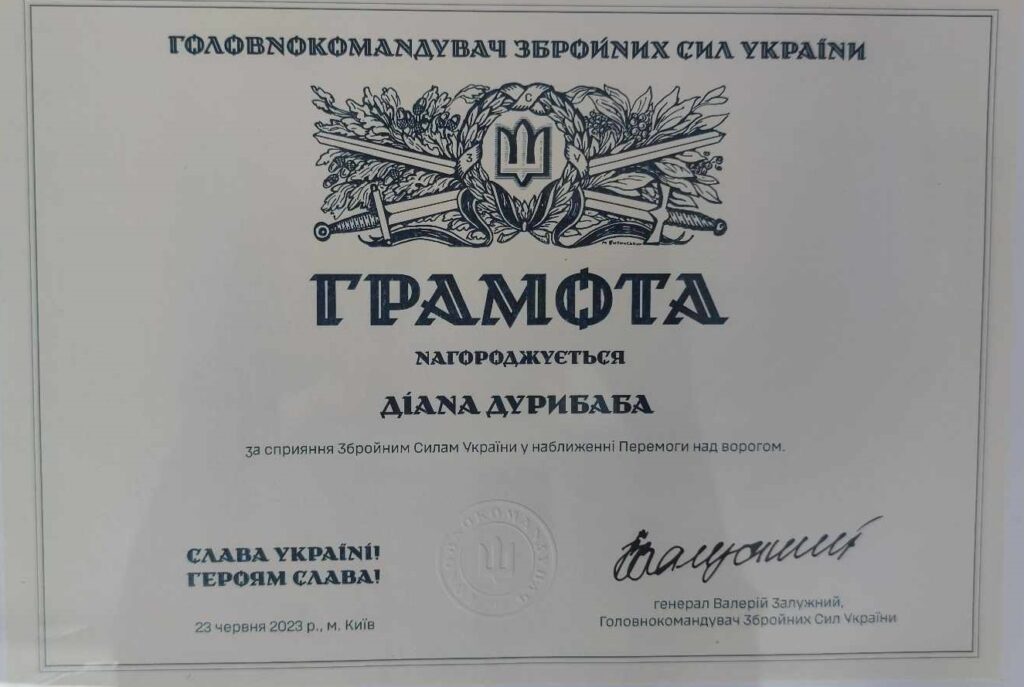 ГОЛОВНОКОМАНДУВАЧ ЗБРОЙНИХ СИЛ УКРАЇНИ
С
З У
ГРАМОТА
НАГОРОДЖУЄТЬСЯ
ДІАНА ДУРИБАБА
за сприяння Збройним Силам України у наближенні Перемоги над ворогом.
СЛАВА УКРАЇНІ!
ГЕРОЯМ СЛАВА!
23 червня 2023 р., м. Київ
ГОЛОВНОКОМАНДУВАЧ
генерал Валерій Залужний,
Головнокомандувач Збройних Сил України